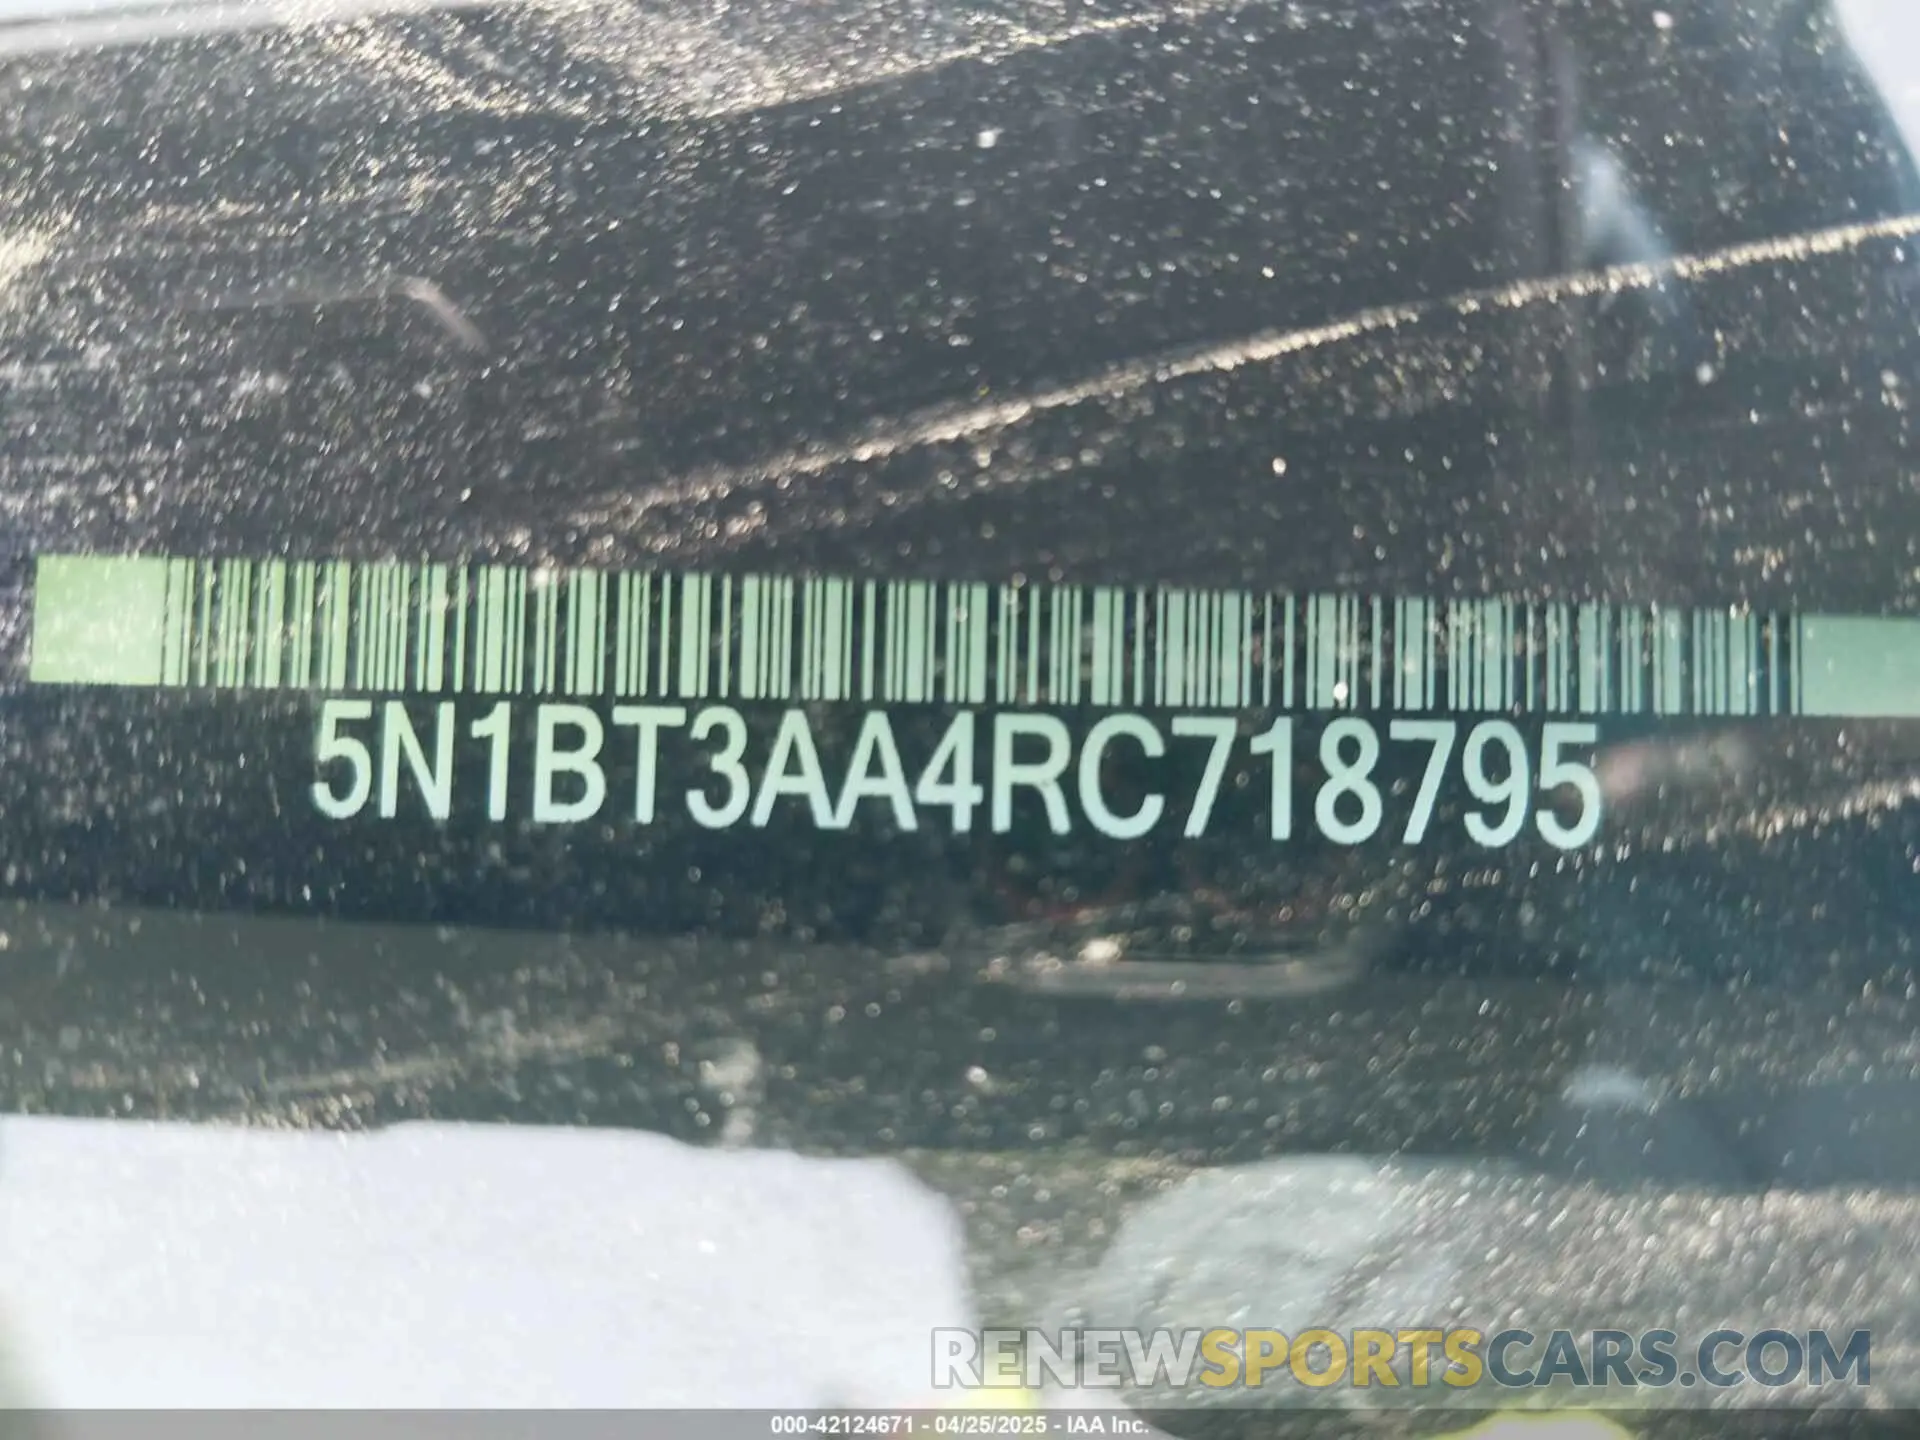 5N1BT3AA4RC718795
RENEWSPORTSCARS.COM
000-42124671 - 04/25/2025 - IAA Inc.